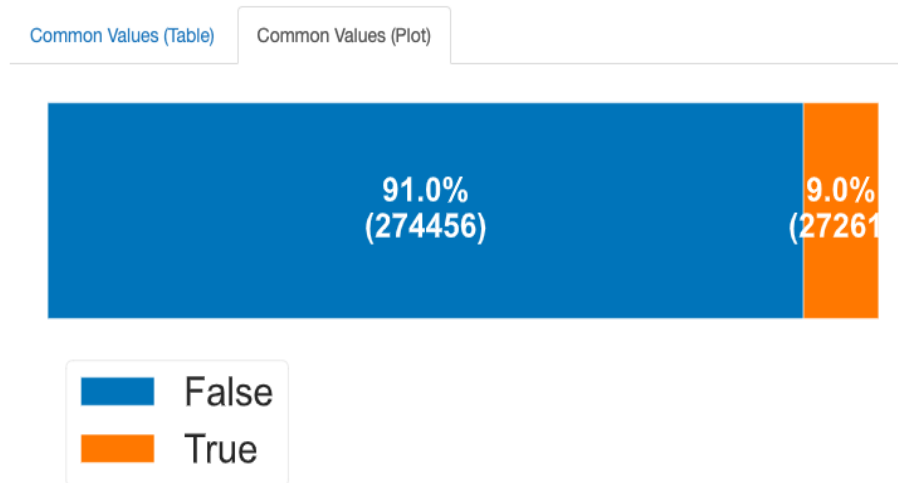 Common Values (Table)
Common Values (Plot)
91.0%
(274456)
9.0%
(27261
False
True